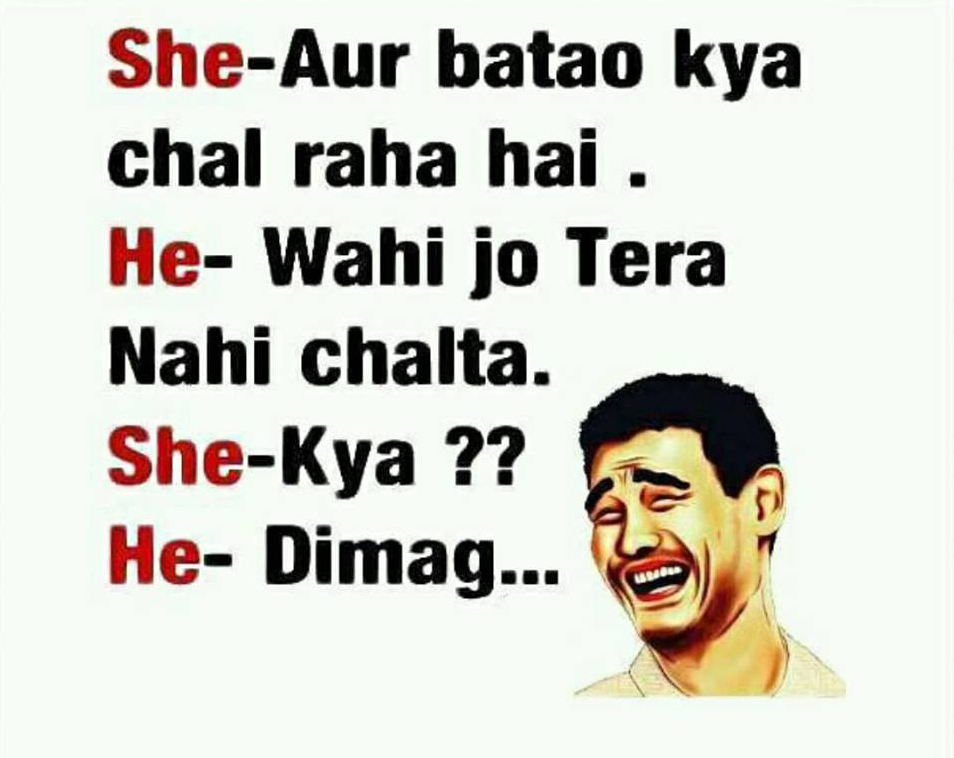 She-Aur batao kya
chal raha hai .
He- Wahi jo Tera
Nahi chalta.
She-Kya ??
He- Dimag...